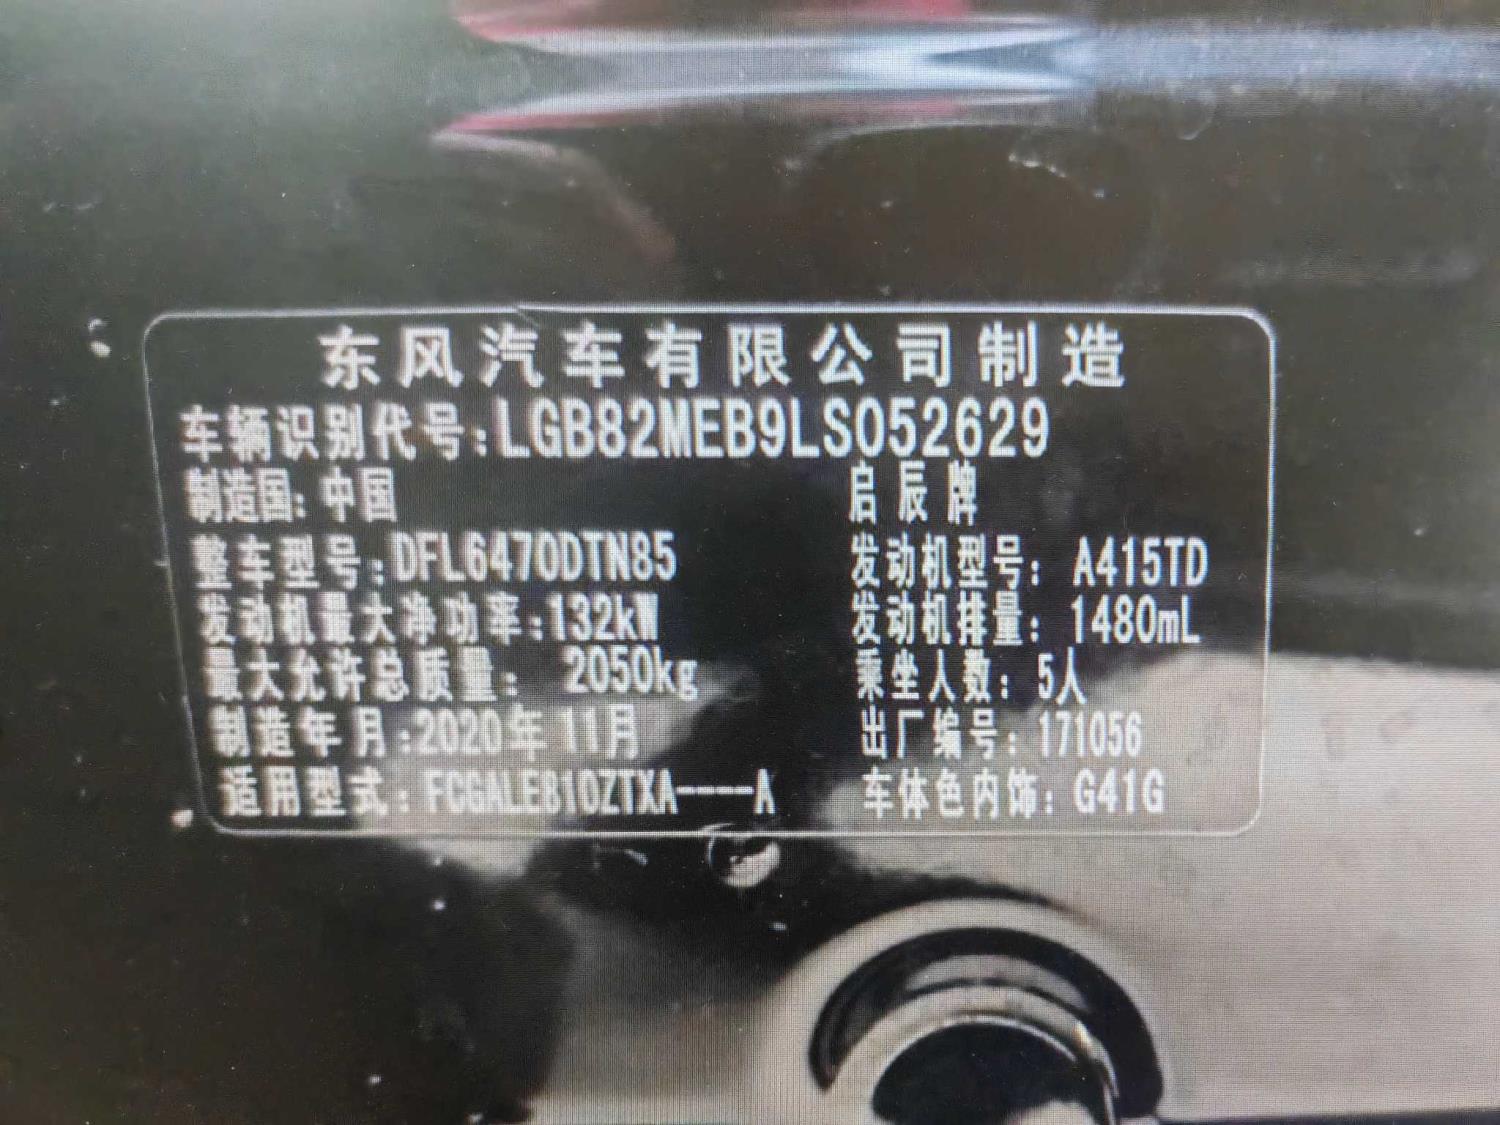 东风汽车有限公司制造
车辆识别代号:LGB82MEB9LS052629
制造国:中国 启辰牌
整车型号:DFL6470DTN85 发动机型号:A415TD
发动机最大净功率:132kW 发动机排量:1480mL
最大允许总质量:2050kg 乘坐人数:5人
制造年月:2020年11月 出厂编号:171056
适用型式:FCGALEB10ZTXA----A 车体色内饰:G41G